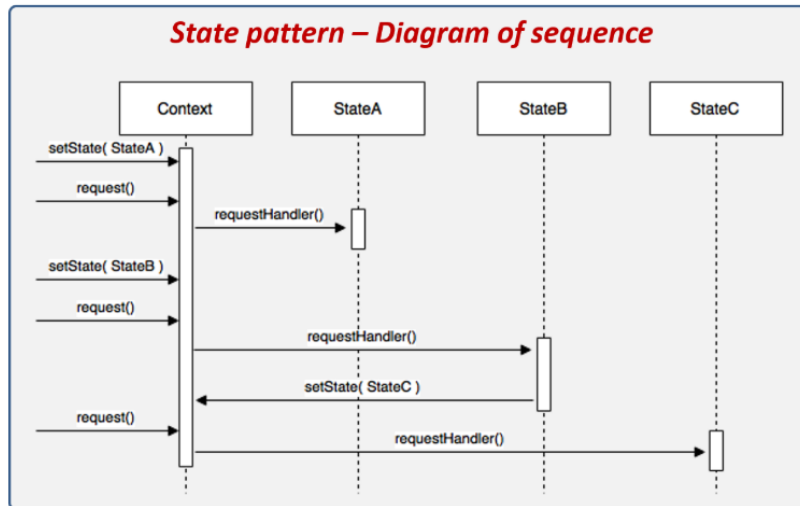 State pattern – Diagram of sequence
Context
StateA
StateB
StateC
setState( StateA )
request()
requestHandler()
setState( StateB )
request()
requestHandler()
setState( StateC )
request()
requestHandler()